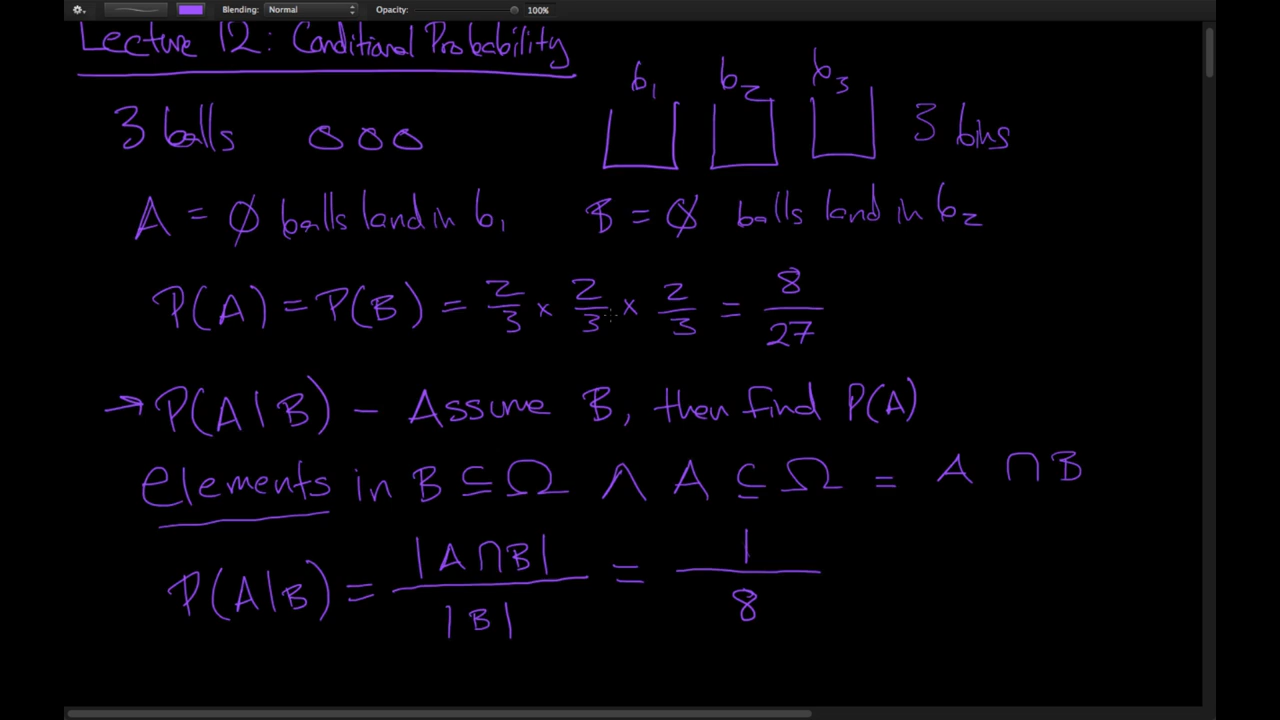 Blending: Normal Opacity: 100%
Lecture 12: Conditional Probability
b₁ b₂ b₃
3 balls 3 bins
A = ∅ balls land in b₁ B = ∅ balls land in b₂
P(A) = P(B) = 2/3 × 2/3 × 2/3 = 8/27
→ P(A|B) – Assume B, then find P(A)
elements in B ⊆ Ω ∧ A ⊆ Ω = A ∩ B
P(A|B) = |A∩B| / |B| = 1/8